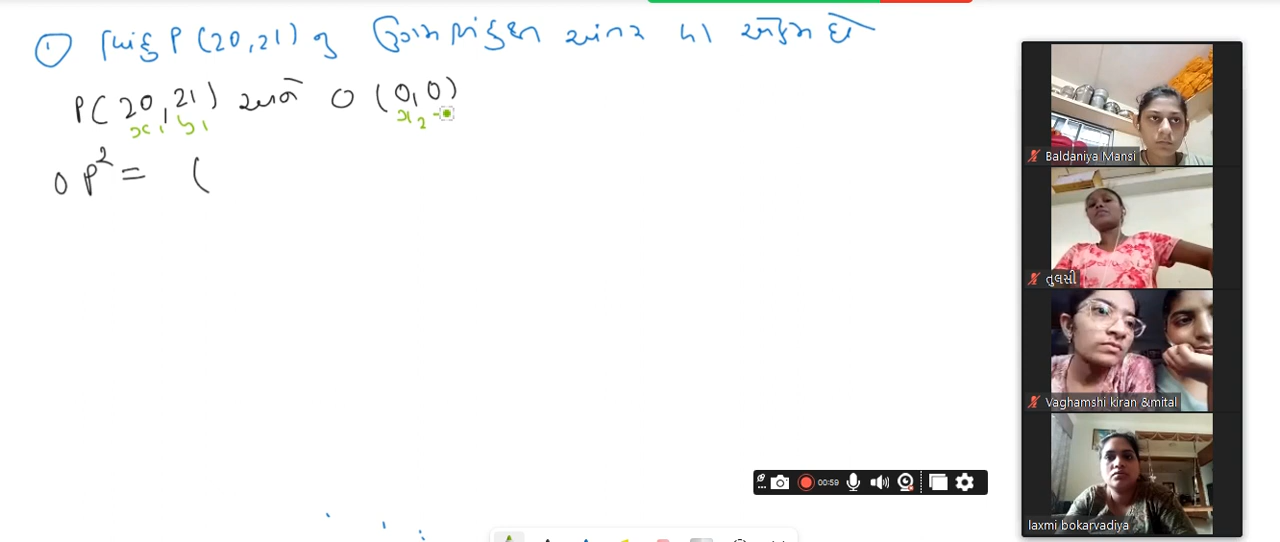 ① બિંદુ P (20,21) નું ઊગમબિંદુથી અંતર
P(20,21) અને O (0,0)
x₁ y₁ x₂
OP² = (
Baldaniya Mansi
તુલસી
Vaghamshi kiran &mital
laxmi bokarvadiya
00:59